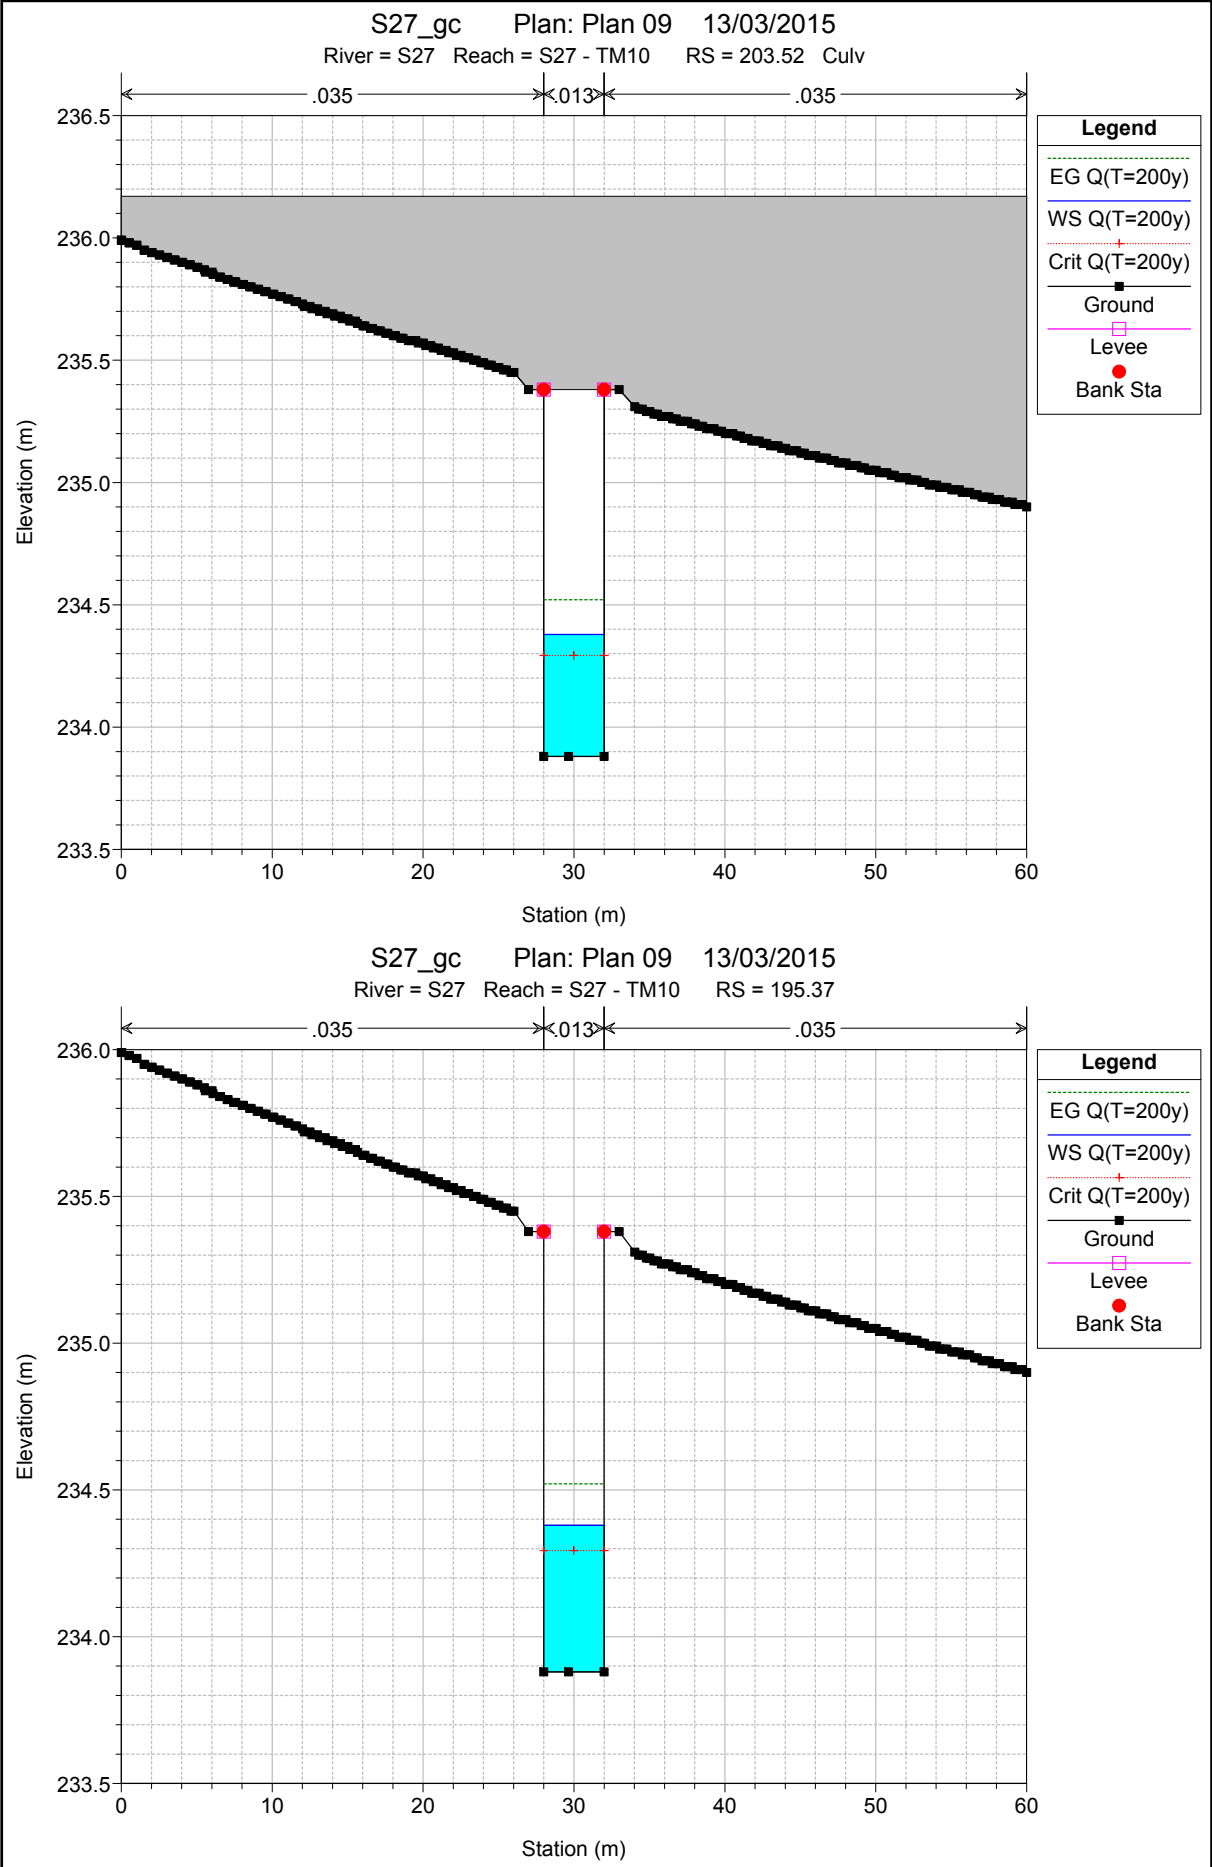 S27_gc Plan: Plan 09 13/03/2015
River = S27 Reach = S27 - TM10 RS = 203.52 Culv
.035 .013 .035
236.5
236.0
235.5
235.0
234.5
234.0
233.5
Elevation (m)
0 10 20 30 40 50 60
Station (m)
Legend
EG Q(T=200y)
WS Q(T=200y)
Crit Q(T=200y)
Ground
Levee
Bank Sta
S27_gc Plan: Plan 09 13/03/2015
River = S27 Reach = S27 - TM10 RS = 195.37
.035 .013 .035
236.0
235.5
235.0
234.5
234.0
233.5
Elevation (m)
0 10 20 30 40 50 60
Station (m)
Legend
EG Q(T=200y)
WS Q(T=200y)
Crit Q(T=200y)
Ground
Levee
Bank Sta